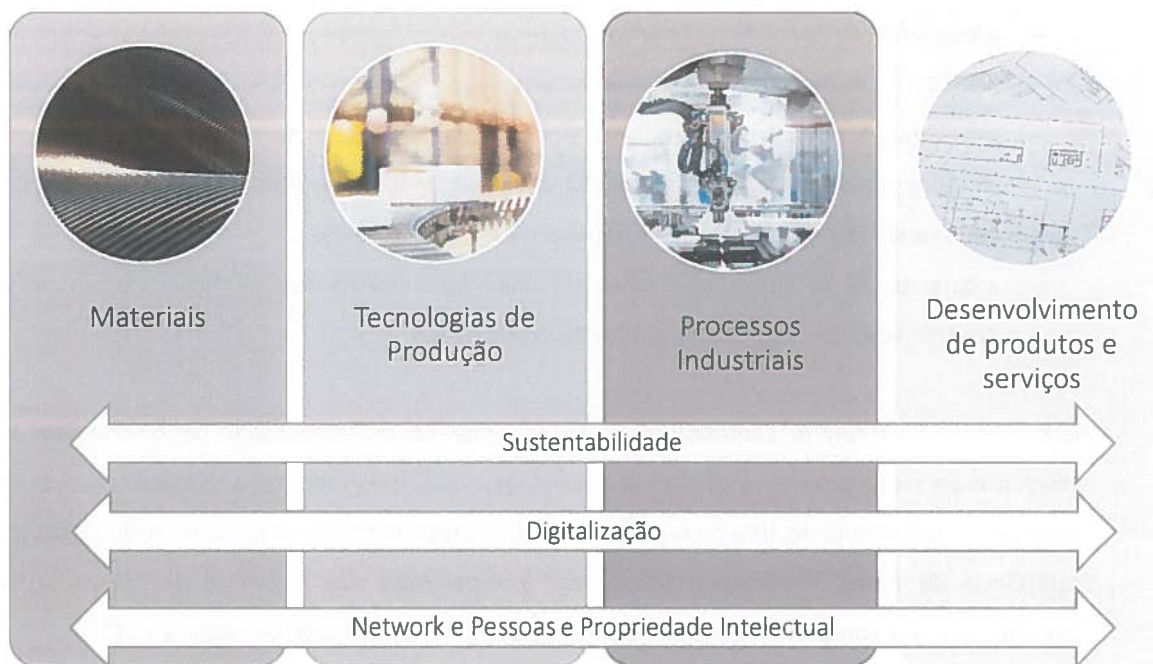 Materiais
Tecnologias de
Produção
Processos
Industriais
Desenvolvimento
de produtos e
serviços
Sustentabilidade
Digitalização
Network e Pessoas e Propriedade Intelectual